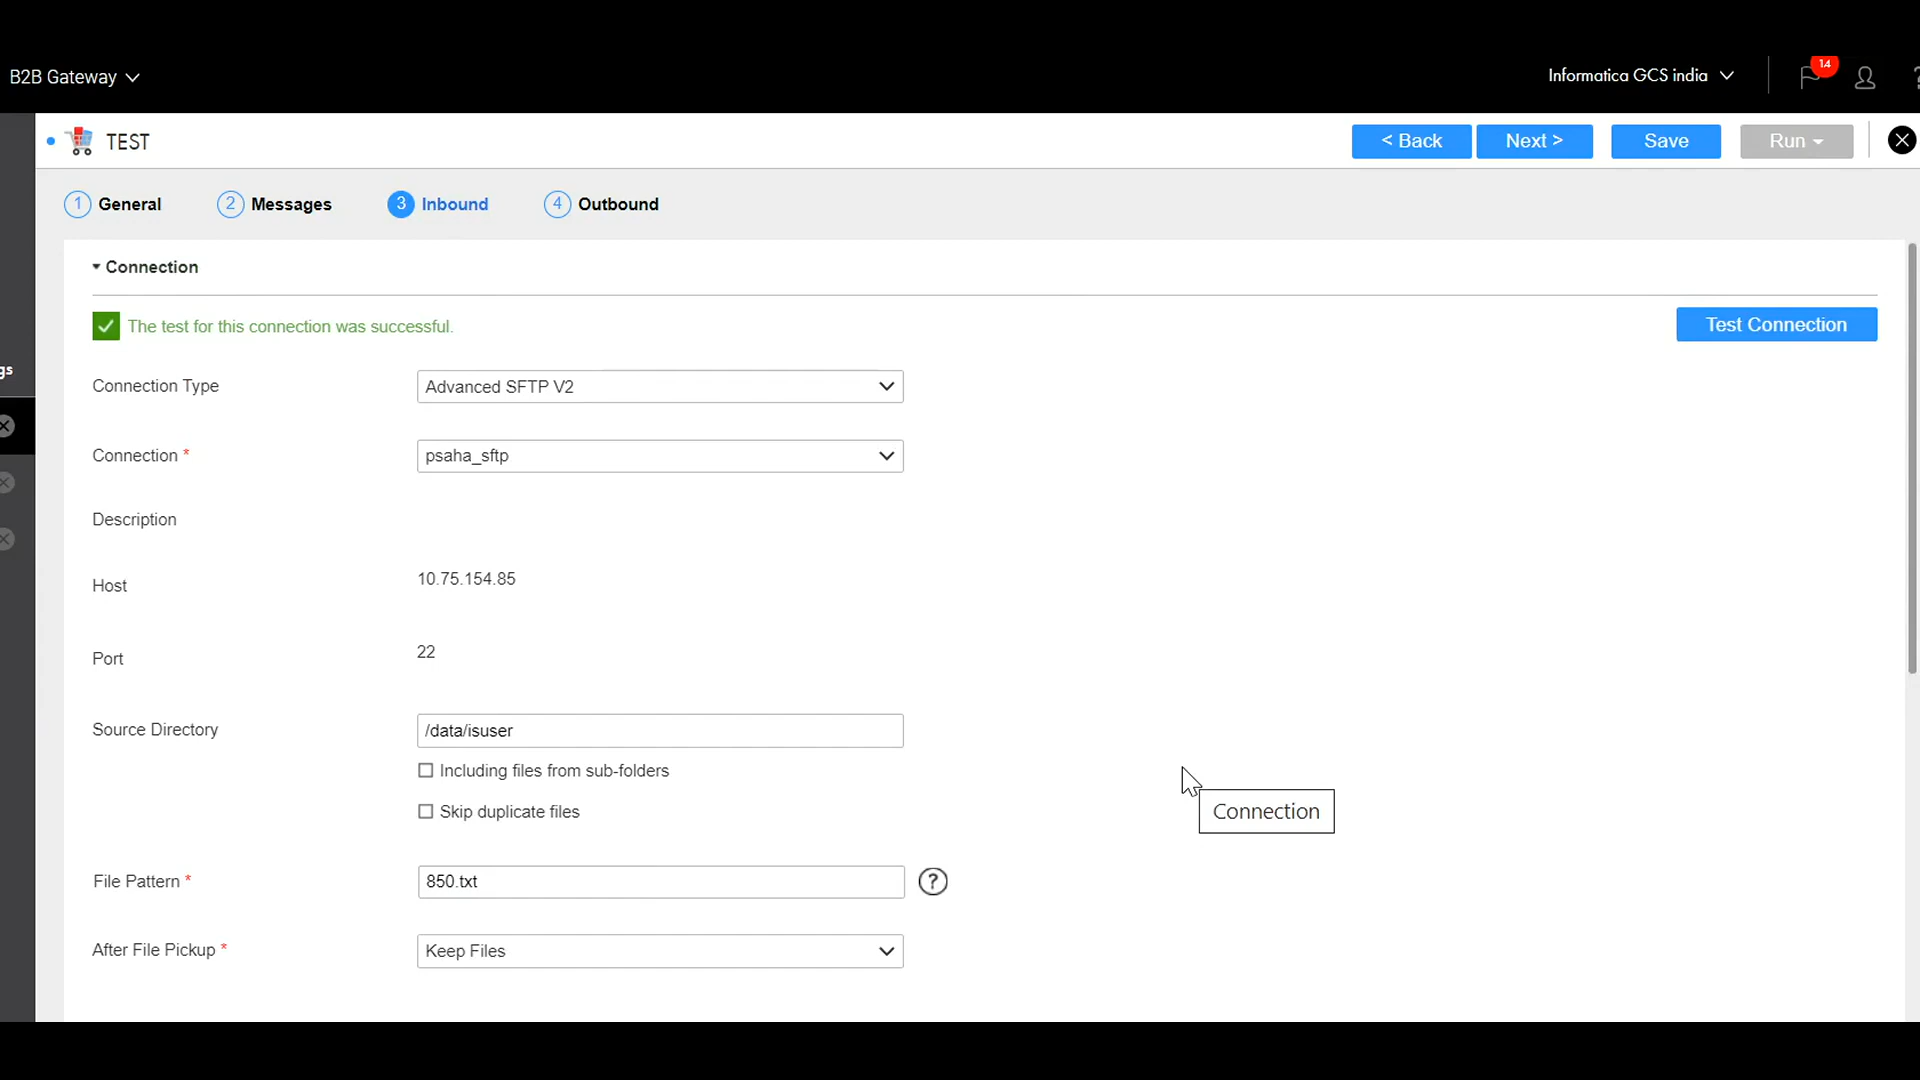 B2B Gateway
Informatica GCS india
14
?
TEST
< Back
Next >
Save
Run
1 General
2 Messages
3 Inbound
4 Outbound
Connection
The test for this connection was successful.
Test Connection
gs
Connection Type
Advanced SFTP V2
Connection *
psaha_sftp
Description
Host
10.75.154.85
Port
22
Source Directory
/data/isuser
Including files from sub-folders
Skip duplicate files
Connection
File Pattern *
850.txt
?
After File Pickup *
Keep Files